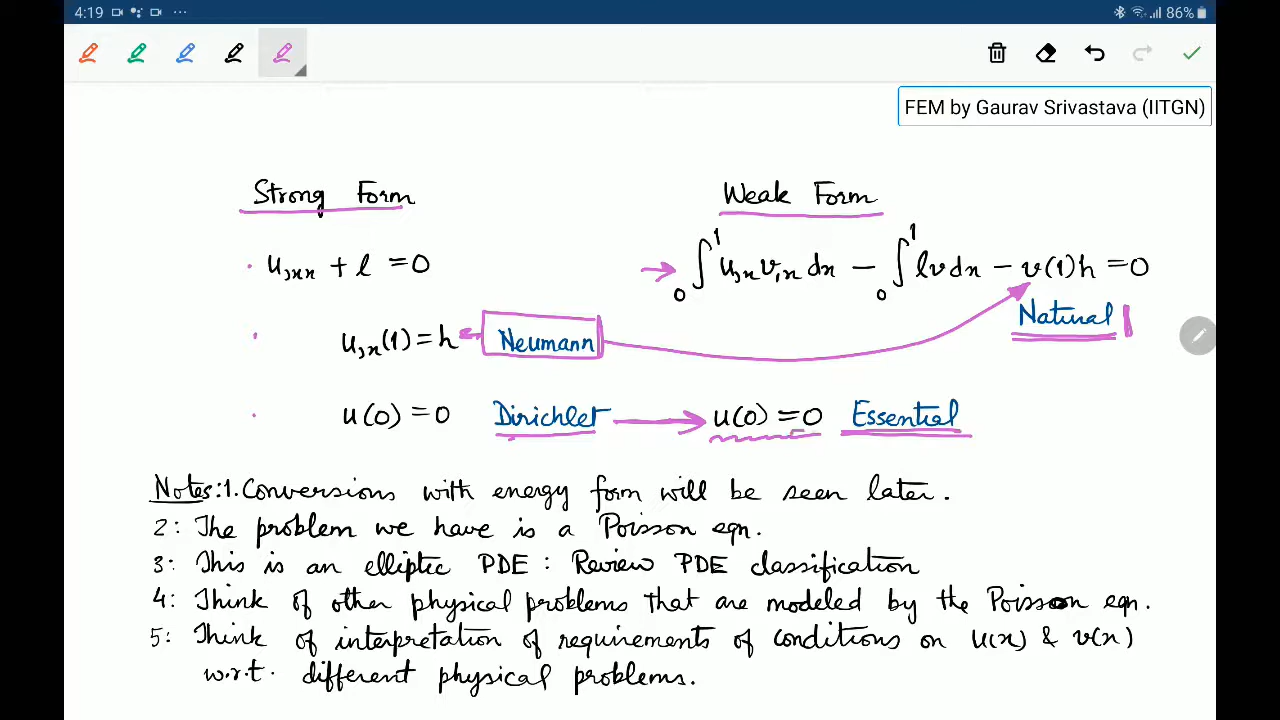 4:19 86%
FEM by Gaurav Srivastava (IITGN)
Strong Form Weak Form
u,xx + l = 0 ∫₀¹ u,x v,x dx − ∫₀¹ lv dx − v(1)h = 0
Natural
u,x(1) = h Neumann
u(0) = 0 Dirichlet u(0) = 0 Essential
Notes: 1. Conversions with energy form will be seen later.
2: The problem we have is a Poisson eqn.
3: This is an elliptic PDE : Review PDE classification
4: Think of other physical problems that are modeled by the Poisson eqn.
5: Think of interpretation of requirements of conditions on u(x) & v(x)
w.r.t. different physical problems.